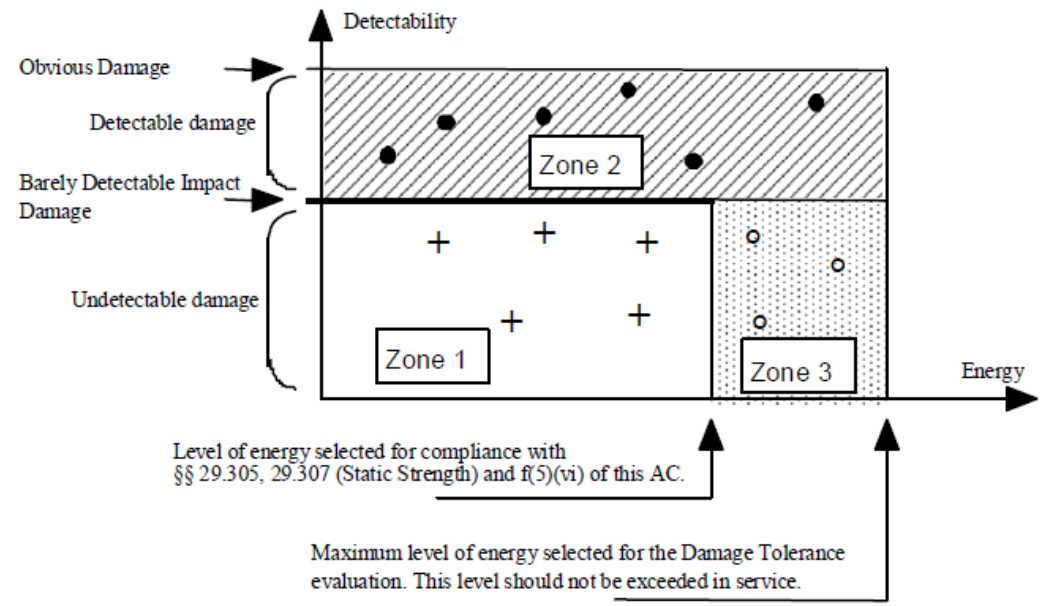 Detectability
Obvious Damage
Detectable damage
Zone 2
Barely Detectable Impact
Damage
Undetectable damage
Zone 1
Zone 3
Energy
Level of energy selected for compliance with
§§ 29.305, 29.307 (Static Strength) and f(5)(vi) of this AC.
Maximum level of energy selected for the Damage Tolerance
evaluation. This level should not be exceeded in service.